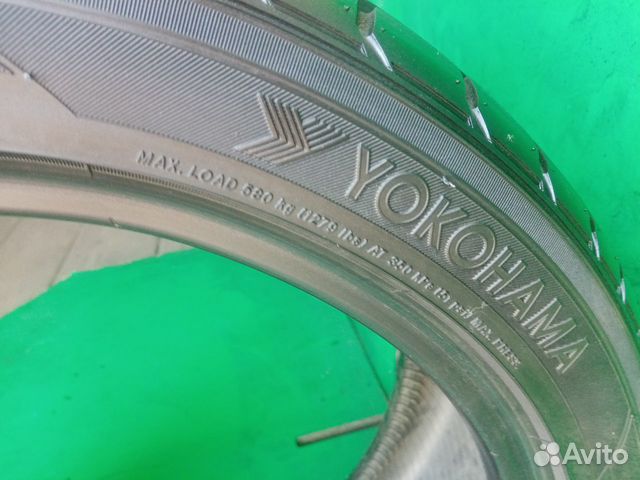 YOKOHAMA
MAX. LOAD 580 kg (1279 lbs) AT 350 kPa (51 psi) MAX. PRESS.
Avito